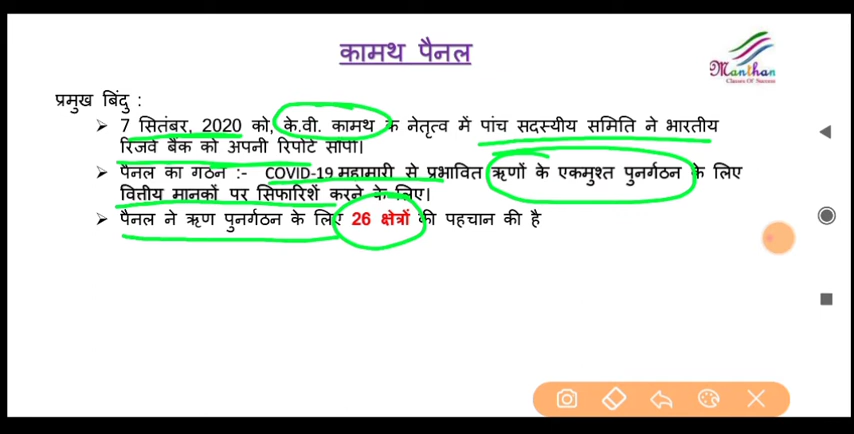 कामथ पैनल
Manthan
Classes Of Success
प्रमुख बिंदु :
➢ 7 सितंबर, 2020 को, के.वी. कामथ के नेतृत्व में पांच सदस्यीय समिति ने भारतीय
रिजर्व बैंक को अपनी रिपोर्ट सौंपी।
➢ पैनल का गठन :- COVID-19 महामारी से प्रभावित ऋणों के एकमुश्त पुनर्गठन के लिए
वित्तीय मानकों पर सिफारिशें करने के लिए।
➢ पैनल ने ऋण पुनर्गठन के लिए 26 क्षेत्रों की पहचान की है